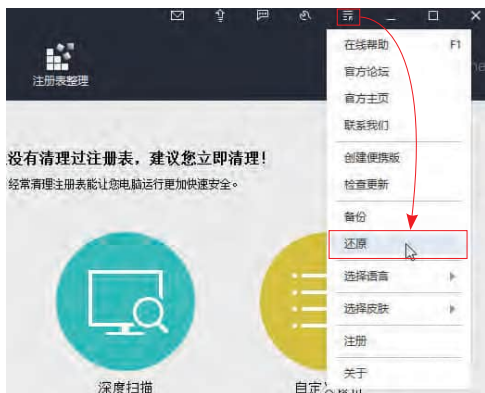 在线帮助 F1
官方论坛
官方主页
联系我们
创建便携版
检查更新
备份
还原
选择语言
选择皮肤
注册
关于
注册表整理
没有清理过注册表，建议您立即清理！
经常清理注册表能让您电脑运行更加快速安全。
深度扫描
自定